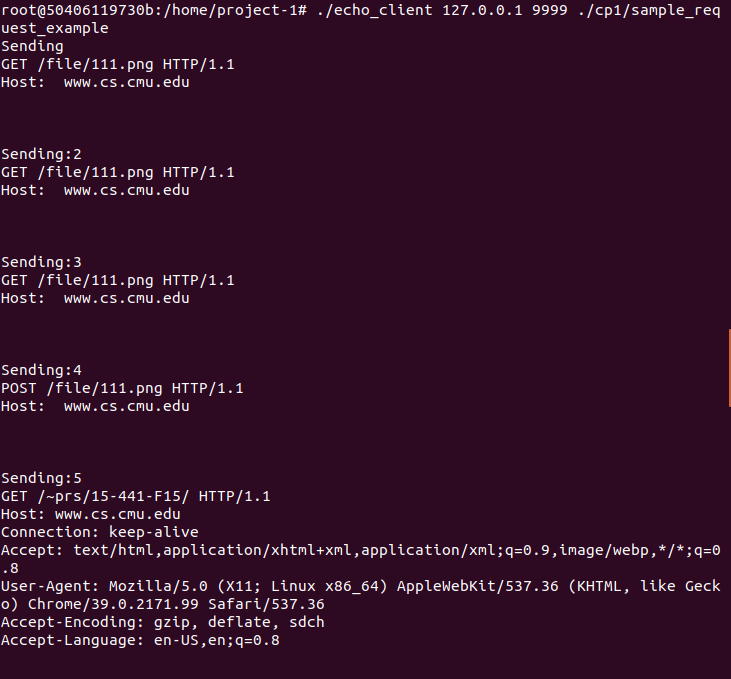 root@50406119730b:/home/project-1# ./echo_client 127.0.0.1 9999 ./cp1/sample_req
uest_example
Sending
GET /file/111.png HTTP/1.1
Host:  www.cs.cmu.edu
Sending:2
GET /file/111.png HTTP/1.1
Host:  www.cs.cmu.edu
Sending:3
GET /file/111.png HTTP/1.1
Host:  www.cs.cmu.edu
Sending:4
POST /file/111.png HTTP/1.1
Host:  www.cs.cmu.edu
Sending:5
GET /~prs/15-441-F15/ HTTP/1.1
Host: www.cs.cmu.edu
Connection: keep-alive
Accept: text/html,application/xhtml+xml,application/xml;q=0.9,image/webp,*/*;q=0
.8
User-Agent: Mozilla/5.0 (X11; Linux x86_64) AppleWebKit/537.36 (KHTML, like Geck
o) Chrome/39.0.2171.99 Safari/537.36
Accept-Encoding: gzip, deflate, sdch
Accept-Language: en-US,en;q=0.8